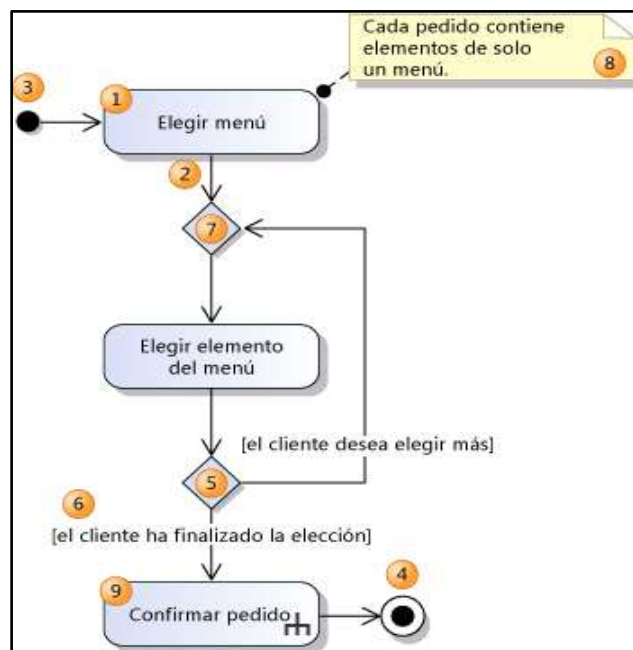 Cada pedido contiene
elementos de solo
un menú.
8
3
1
Elegir menú
2
7
Elegir elemento
del menú
[el cliente desea elegir más]
5
6
[el cliente ha finalizado la elección]
4
9
Confirmar pedido